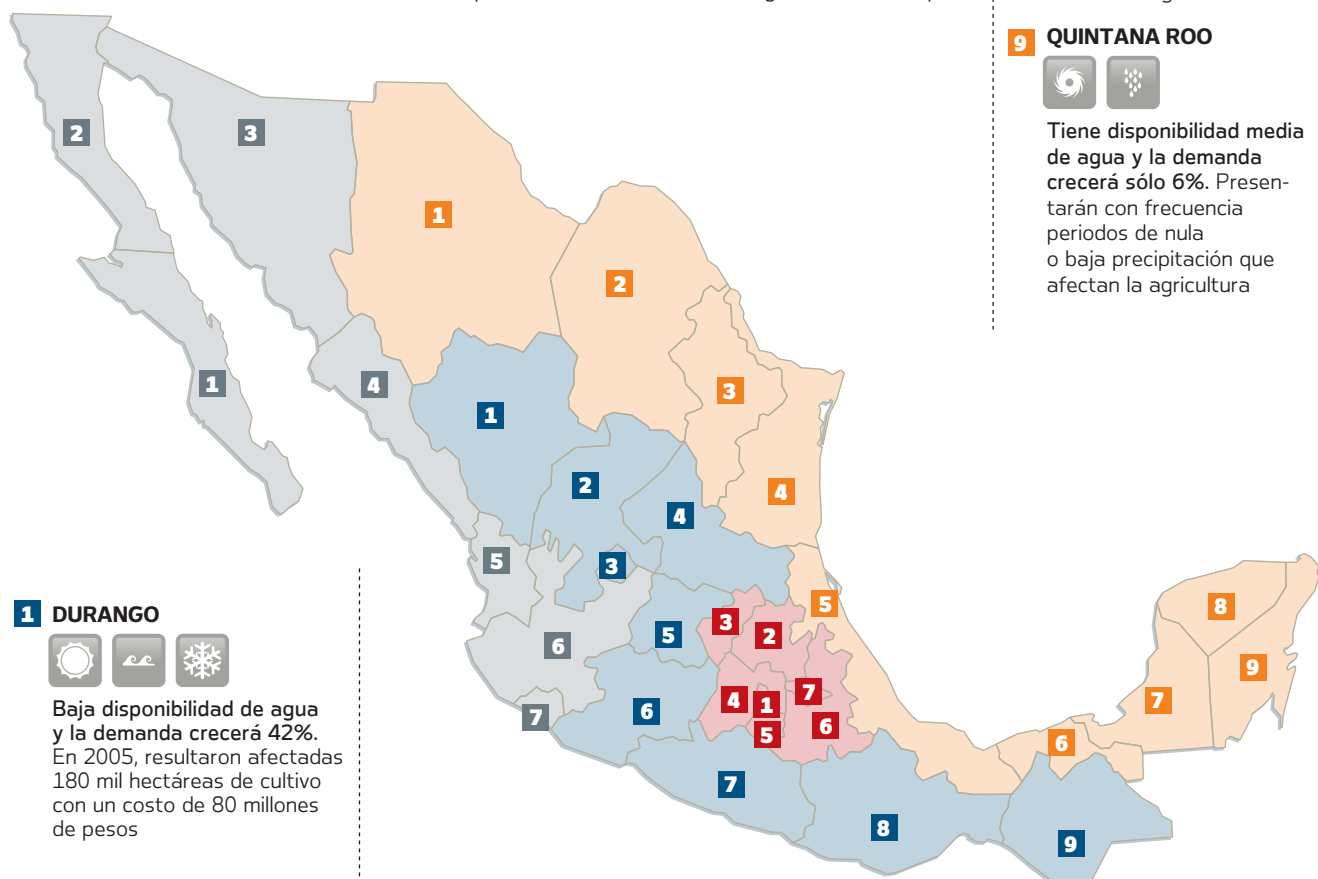 9 QUINTANA ROO
Tiene disponibilidad media
de agua y la demanda
crecerá sólo 6%. Presen-
tarán con frecuencia
periodos de nula
o baja precipitación que
afectan la agricultura
2
3
1
2
1
4
3
1
2
4
4
5
3
6
5
3
2
5
8
9
7
6
7
6
4
1
7
5
6
7
8
9
1 DURANGO
Baja disponibilidad de agua
y la demanda crecerá 42%.
En 2005, resultaron afectadas
180 mil hectáreas de cultivo
con un costo de 80 millones
de pesos